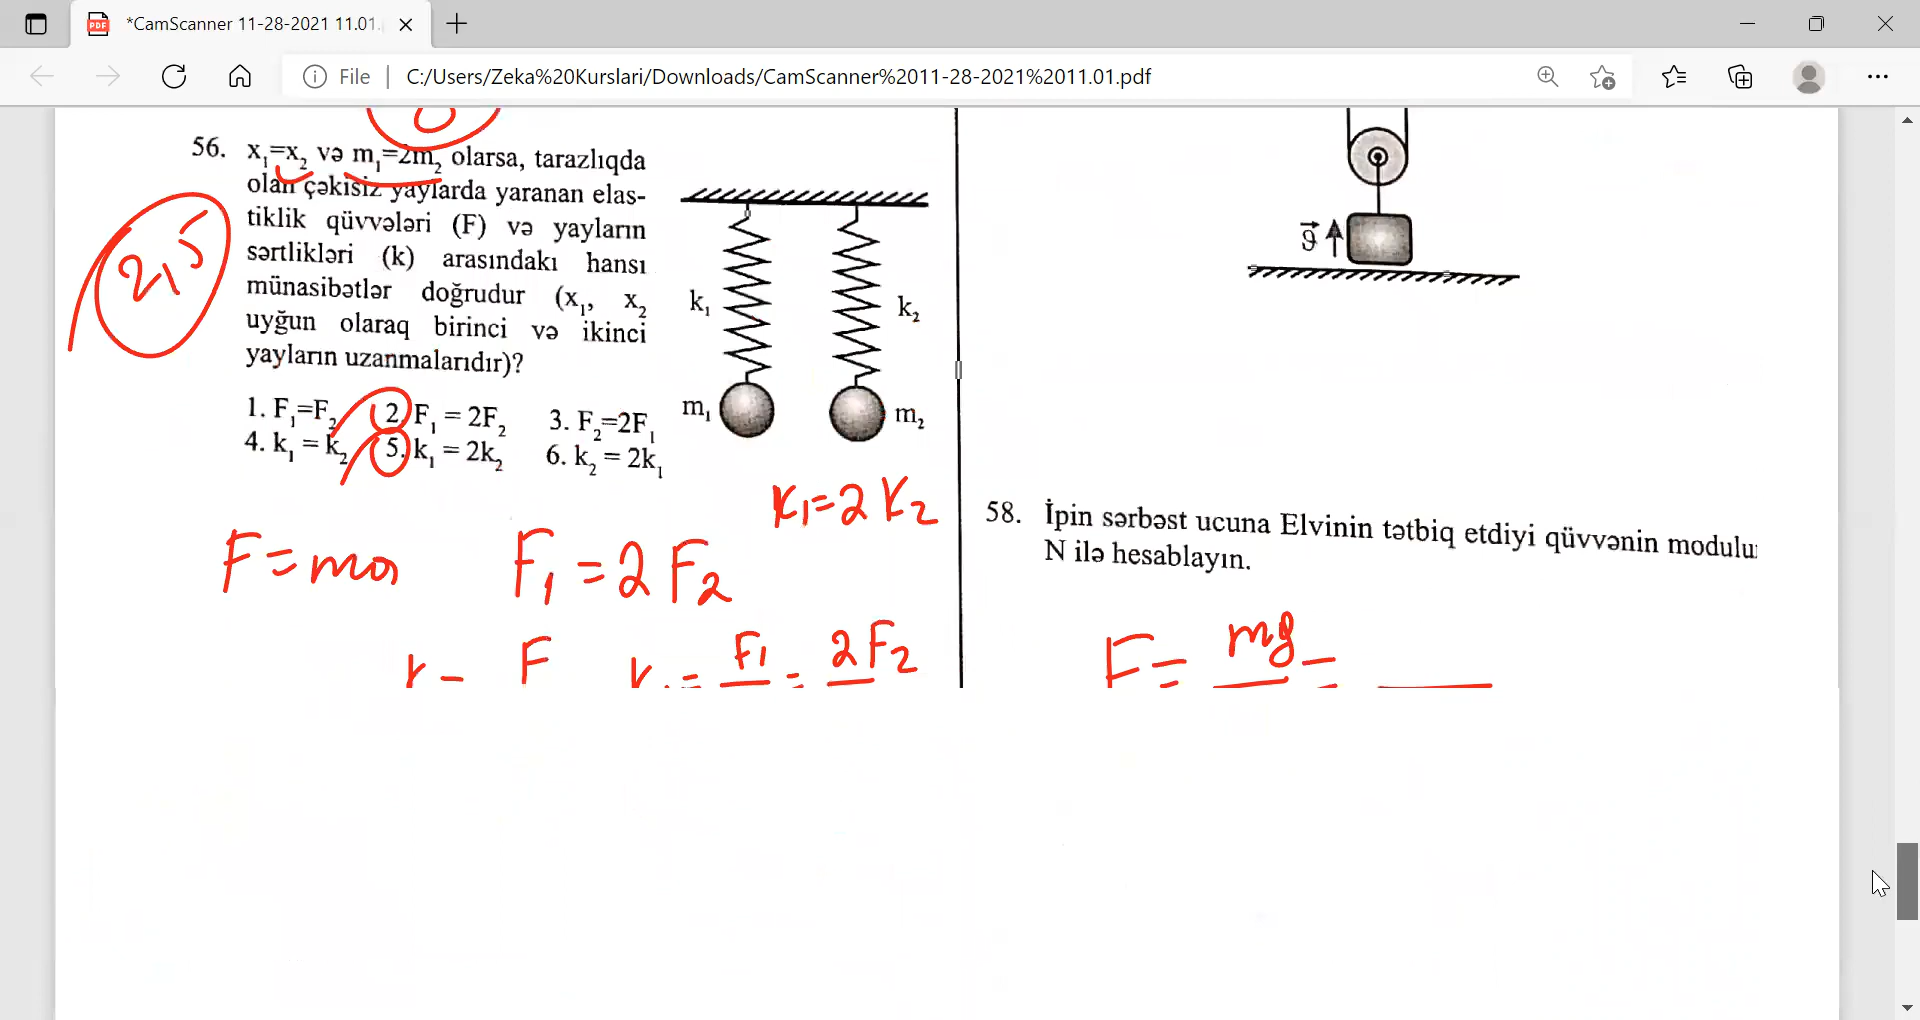 *CamScanner 11-28-2021 11.01.
File | C:/Users/Zeka%20Kurslari/Downloads/CamScanner%2011-28-2021%2011.01.pdf
56. x₁=x₂ və m₁=2m₂ olarsa, tarazlıqda
olan çəkisiz yaylarda yaranan elas-
tiklik qüvvələri (F) və yayların
sərtlikləri (k) arasındakı hansı
münasibətlər doğrudur (x₁, x₂
uyğun olaraq birinci və ikinci
yayların uzanmalarıdır)?
1. F₁=F₂ 2. F₁ = 2F₂ 3. F₂=2F₁
4. k₁ = k₂ 5. k₁ = 2k₂ 6. k₂ = 2k₁
2,5
k₁
k₂
m₁
m₂
K₁=2K₂
F=ma F₁=2F₂
F k₁= F₁ = 2F₂
ϑ
58. İpin sərbəst ucuna Elvinin tətbiq etdiyi qüvvənin modulu
N ilə hesablayın.
F= mg =